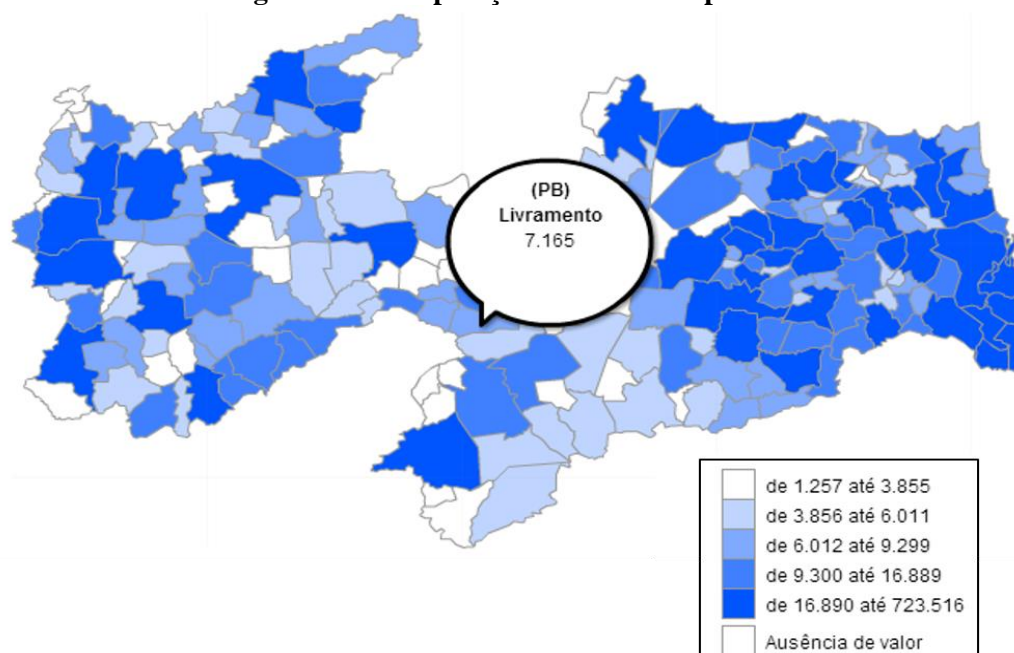 (PB)
Livramento
7.165
de 1.257 até 3.855
de 3.856 até 6.011
de 6.012 até 9.299
de 9.300 até 16.889
de 16.890 até 723.516
Ausência de valor